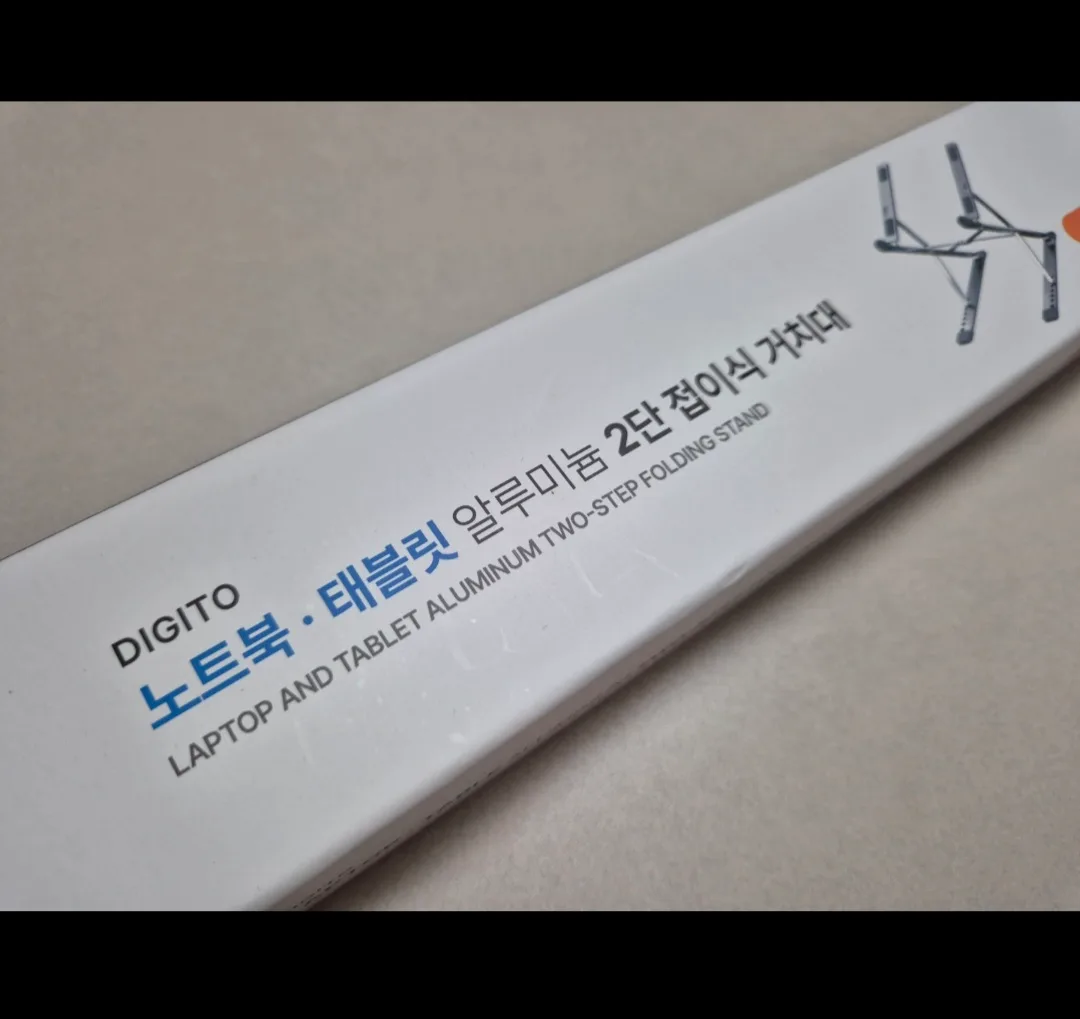 DIGITO
노트북 · 태블릿 알루미늄 2단 접이식 거치대
LAPTOP AND TABLET ALUMINUM TWO-STEP FOLDING STAND